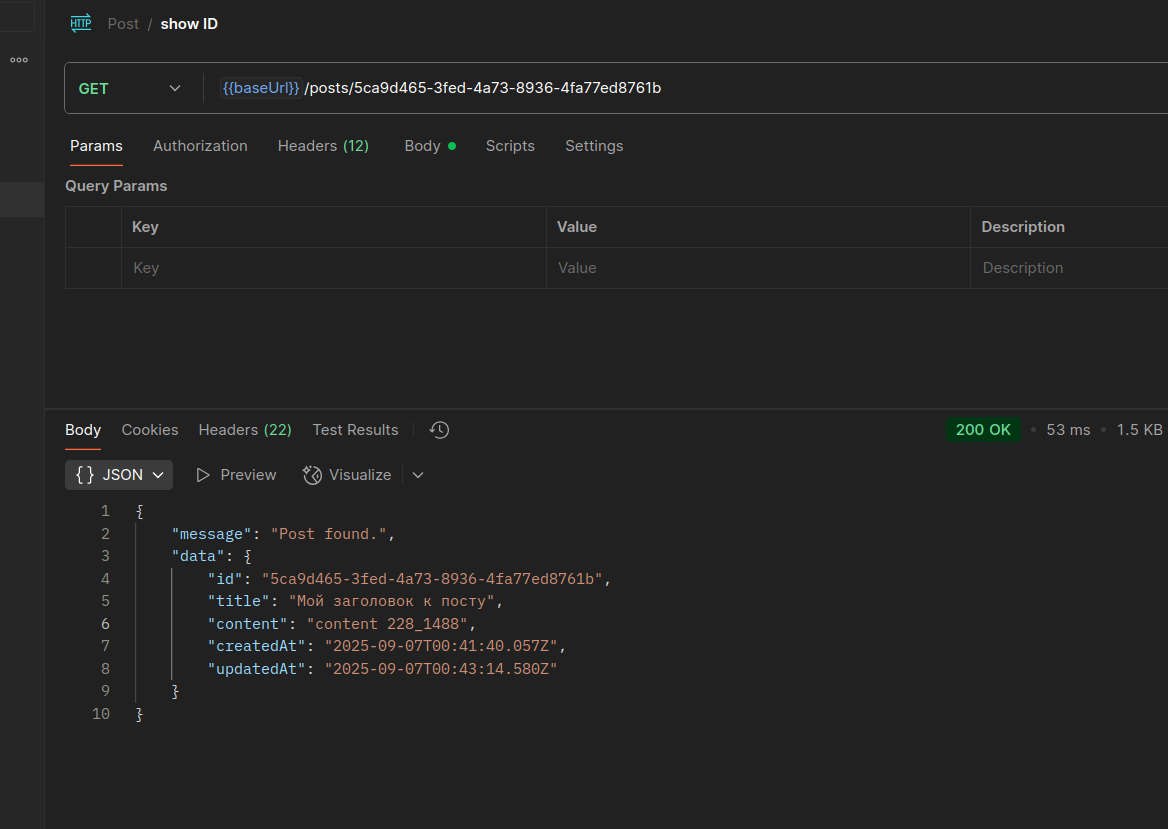 HTTP Post / show ID
GET {{baseUrl}} /posts/5ca9d465-3fed-4a73-8936-4fa77ed8761b
Params Authorization Headers (12) Body Scripts Settings
Query Params
Key Value Description
Key Value Description
Body Cookies Headers (22) Test Results 200 OK • 53 ms • 1.5 KB
{} JSON Preview Visualize
1 {
2 "message": "Post found.",
3 "data": {
4 "id": "5ca9d465-3fed-4a73-8936-4fa77ed8761b",
5 "title": "Мой заголовок к посту",
6 "content": "content 228_1488",
7 "createdAt": "2025-09-07T00:41:40.057Z",
8 "updatedAt": "2025-09-07T00:43:14.580Z"
9 }
10 }